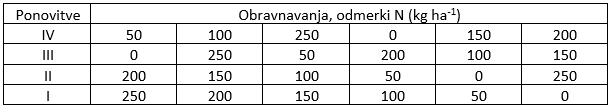 Ponovitve Obravnavanja, odmerki N (kg ha⁻¹)
IV 50 100 250 0 150 200
III 0 250 50 200 100 150
II 200 150 100 50 0 250
I 250 200 150 100 50 0